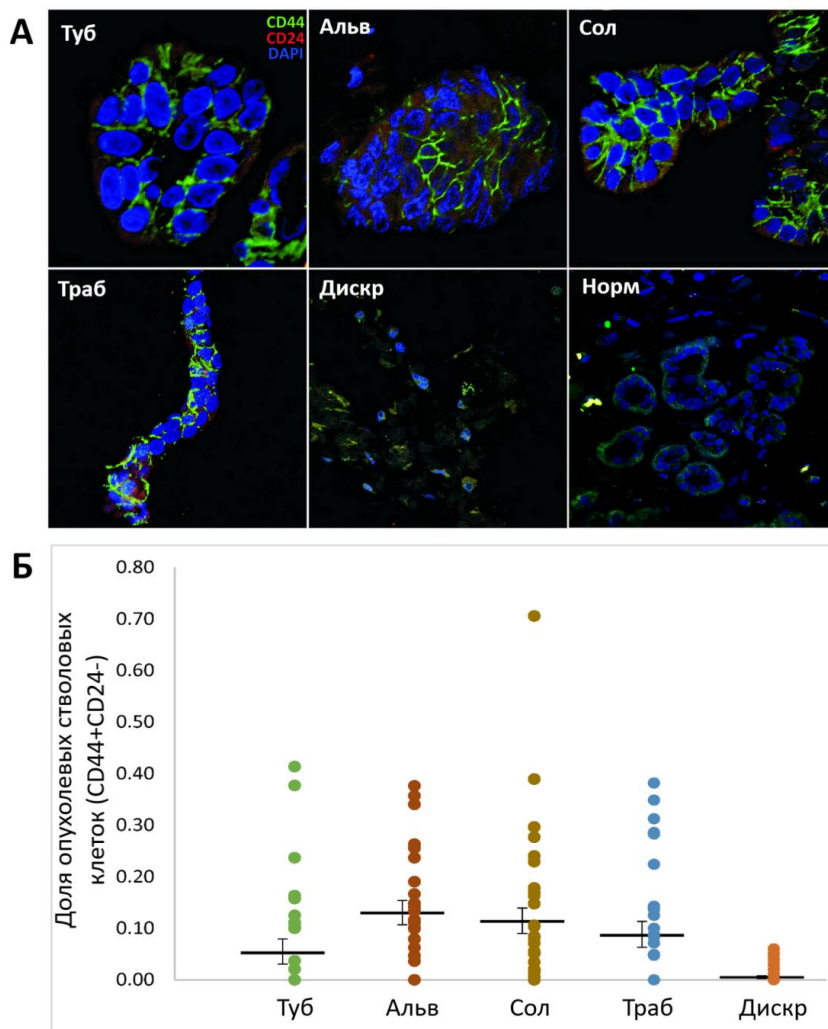 А
Туб
CD44
CD24
DAPI
Альв
Сол
Траб
Дискр
Норм
Б
Доля опухолевых стволовых
клеток (CD44+CD24-)
0.80
0.70
0.60
0.50
0.40
0.30
0.20
0.10
0.00
Туб Альв Сол Траб Дискр